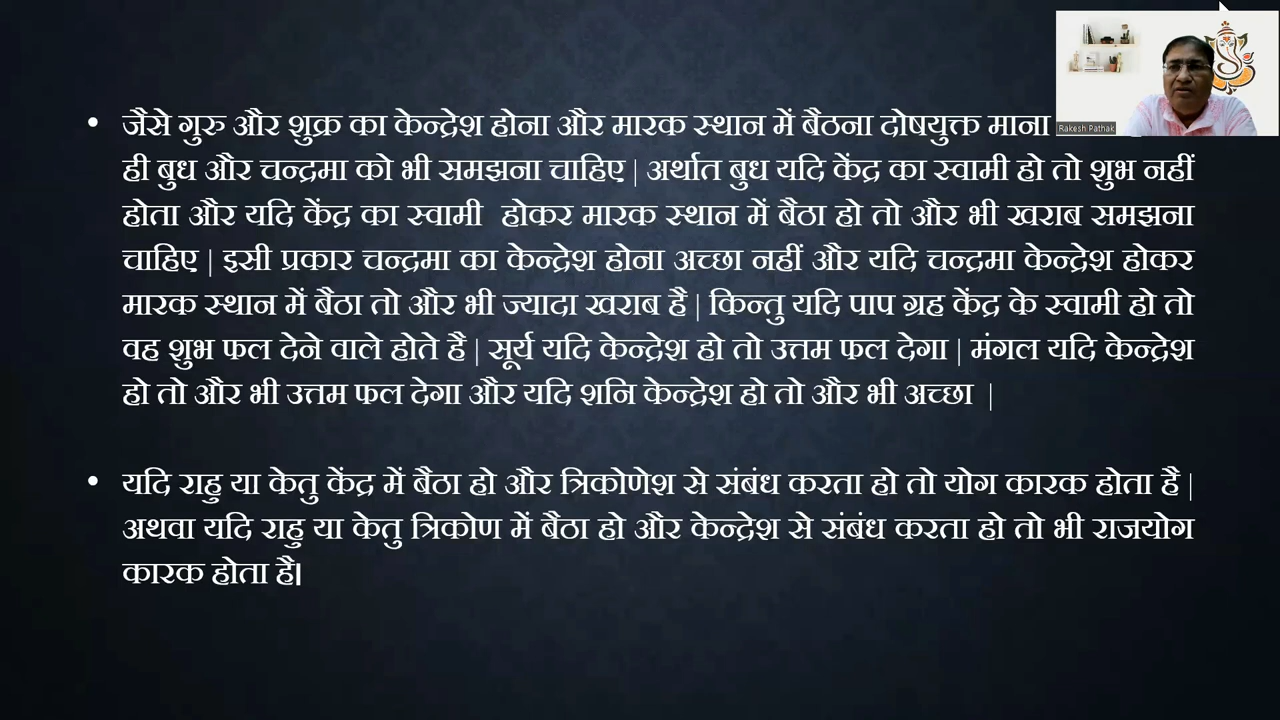 Rakesh Pathak
• जैसे गुरु और शुक्र का केन्द्रेश होना और मारक स्थान में बैठना दोषयुक्त माना
ही बुध और चन्द्रमा को भी समझना चाहिए | अर्थात बुध यदि केंद्र का स्वामी हो तो शुभ नहीं
होता और यदि केंद्र का स्वामी होकर मारक स्थान में बैठा हो तो और भी खराब समझना
चाहिए | इसी प्रकार चन्द्रमा का केन्द्रेश होना अच्छा नहीं और यदि चन्द्रमा केन्द्रेश होकर
मारक स्थान में बैठा तो और भी ज्यादा खराब है | किन्तु यदि पाप ग्रह केंद्र के स्वामी हो तो
वह शुभ फल देने वाले होते है | सूर्य यदि केन्द्रेश हो तो उत्तम फल देगा | मंगल यदि केन्द्रेश
हो तो और भी उत्तम फल देगा और यदि शनि केन्द्रेश हो तो और भी अच्छा |
• यदि राहु या केतु केंद्र में बैठा हो और त्रिकोणेश से संबंध करता हो तो योग कारक होता है |
अथवा यदि राहु या केतु त्रिकोण में बैठा हो और केन्द्रेश से संबंध करता हो तो भी राजयोग
कारक होता है।